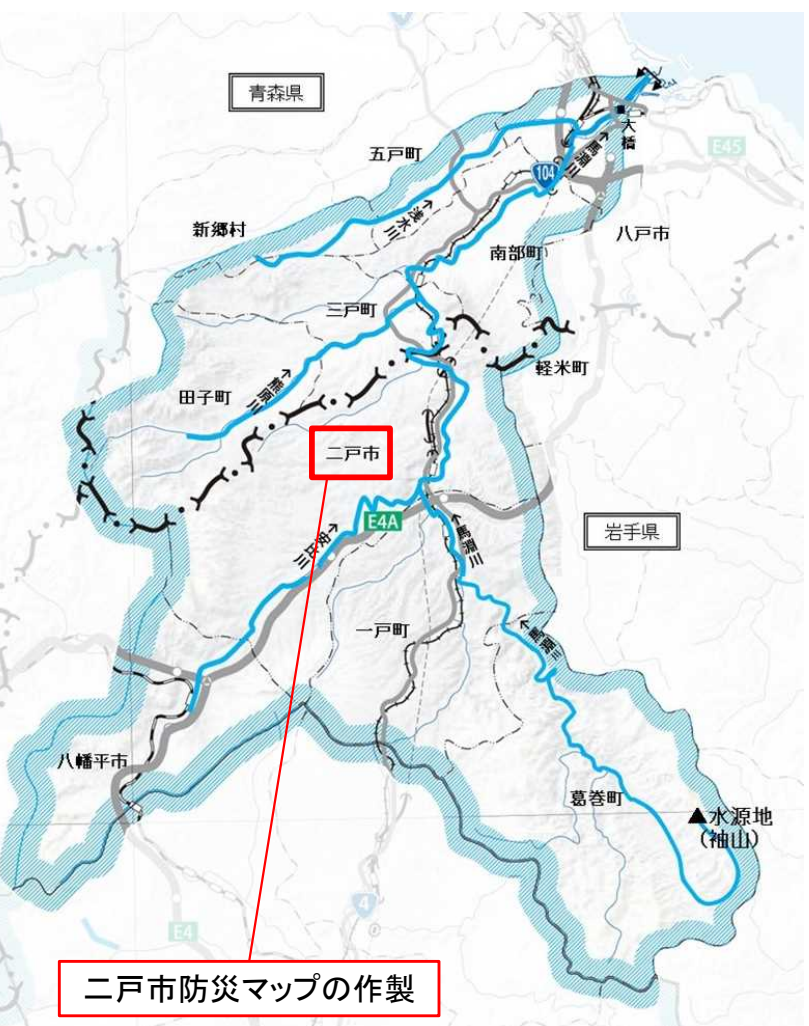 青森県
五戸町
大橋
E45
馬淵川
104
新郷村
浅水川
八戸市
南部町
三戸町
軽米町
熊原川
田子町
二戸市
E4A
岩手県
安比川
馬淵川
一戸町
馬淵川
八幡平市
葛巻町
▲水源地
(袖山)
4
E4
二戸市防災マップの作製